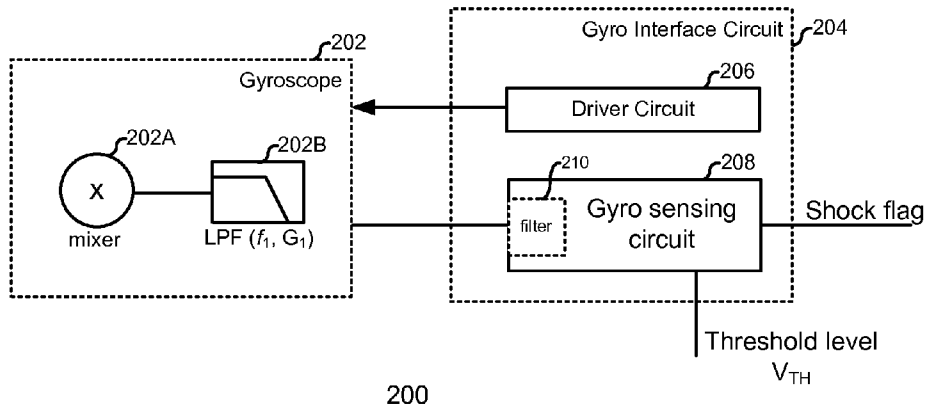 202
Gyroscope
202A
X
mixer
202B
LPF (f₁, G₁)
Gyro Interface Circuit
204
206
Driver Circuit
210
filter
208
Gyro sensing
circuit
Shock flag
Threshold level
V_TH
200